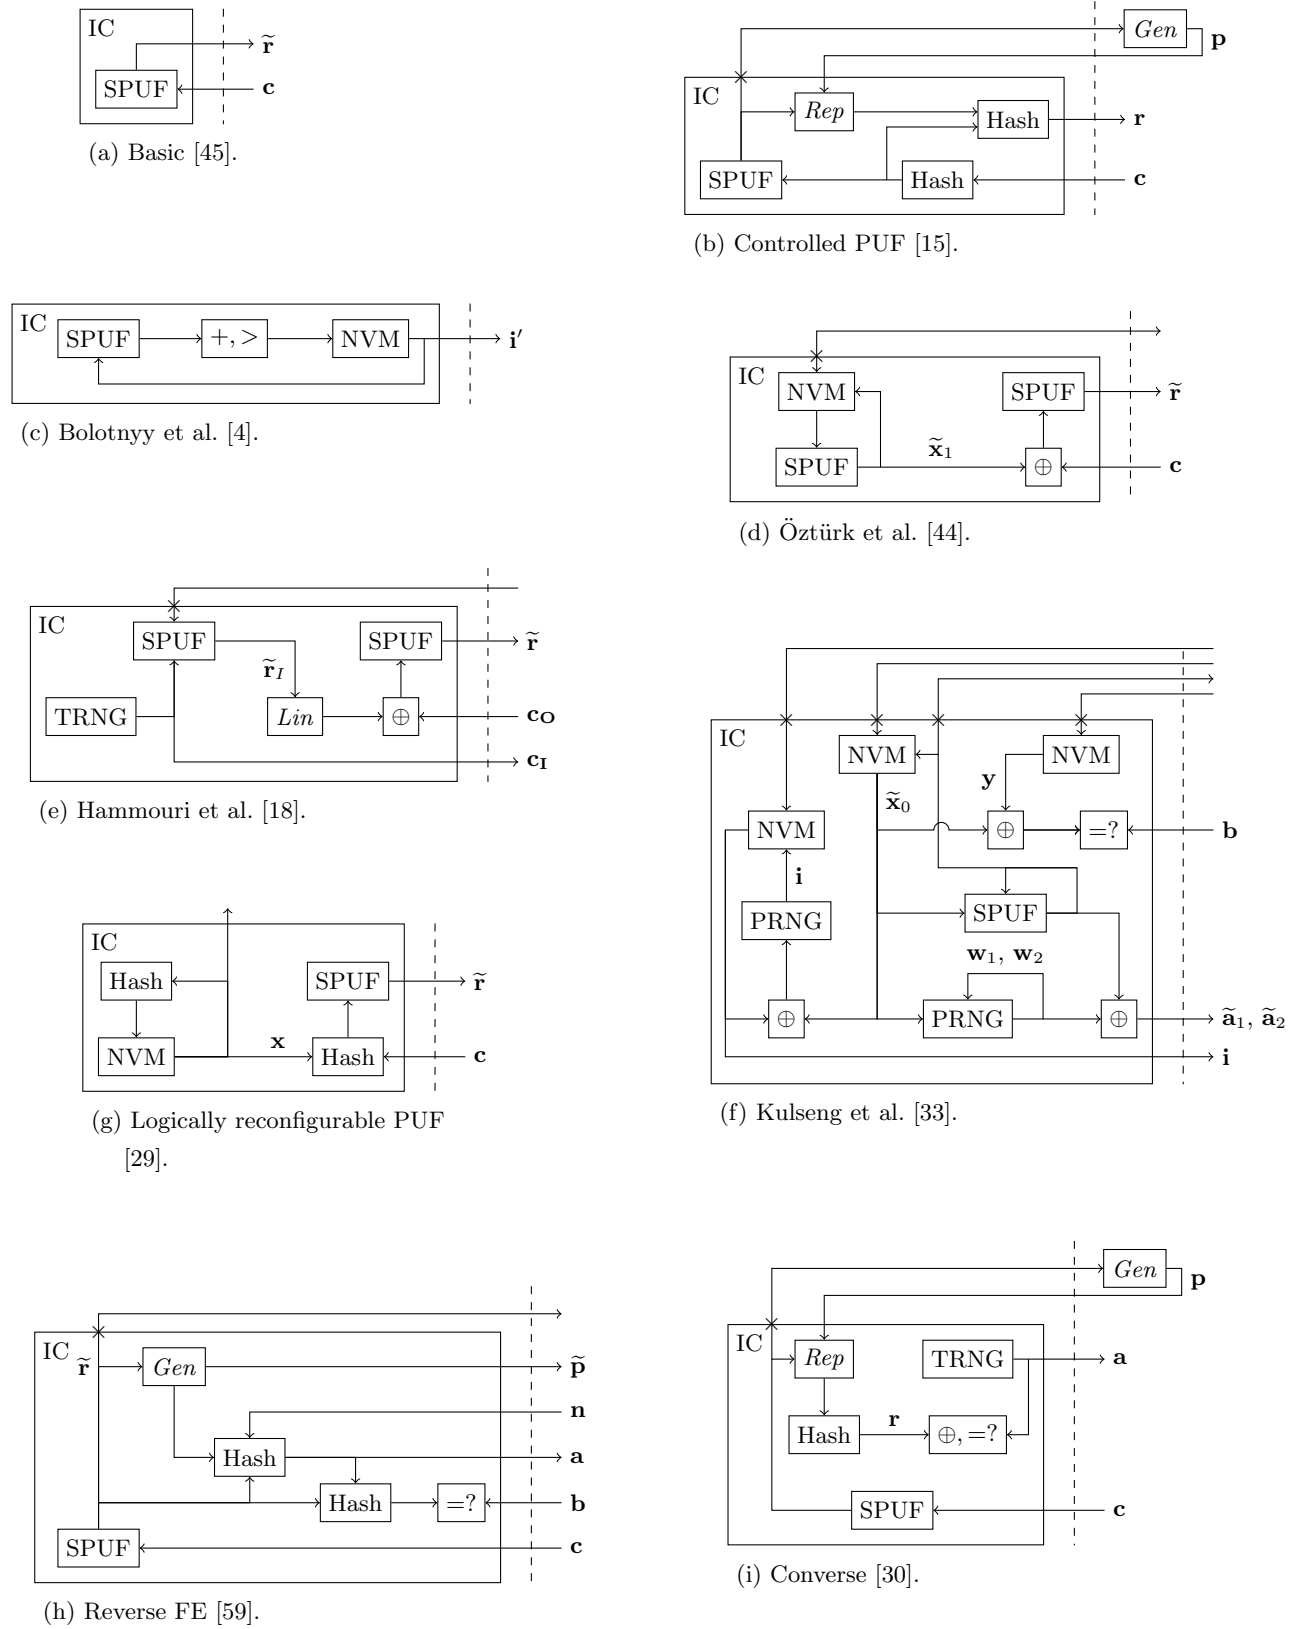 IC
r̃
SPUF
c
(a) Basic [45].
Gen
p
IC
Rep
Hash
r
SPUF
Hash
c
(b) Controlled PUF [15].
IC
SPUF
+, >
NVM
i′
(c) Bolotnyy et al. [4].
IC
NVM
SPUF
r̃
x̃₁
SPUF
⊕
c
(d) Öztürk et al. [44].
IC
SPUF
SPUF
r̃
r̃_I
TRNG
Lin
⊕
c_O
c_I
(e) Hammouri et al. [18].
IC
NVM
NVM
y
x̃₀
NVM
⊕
=?
b
i
PRNG
SPUF
w₁, w₂
⊕
PRNG
⊕
ã₁, ã₂
i
(f) Kulseng et al. [33].
IC
Hash
SPUF
r̃
x
NVM
Hash
c
(g) Logically reconfigurable PUF
[29].
IC
r̃
Gen
p̃
n
Hash
a
Hash
=?
b
SPUF
c
(h) Reverse FE [59].
Gen
p
IC
Rep
TRNG
a
r
Hash
⊕, =?
SPUF
c
(i) Converse [30].